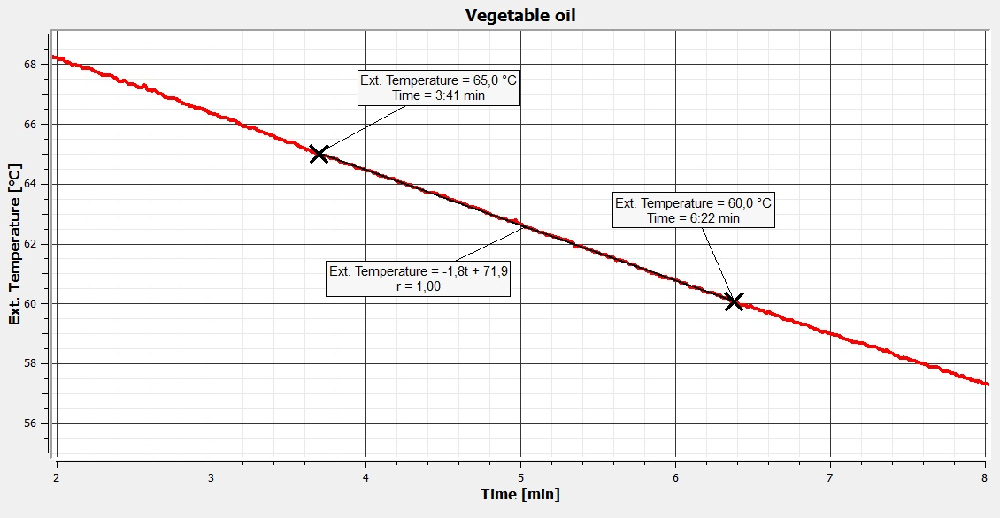 Vegetable oil
Ext. Temperature [°C]
68
66
64
62
60
58
56
Ext. Temperature = 65,0 °C
Time = 3:41 min
Ext. Temperature = 60,0 °C
Time = 6:22 min
Ext. Temperature = -1,8t + 71,9
r = 1,00
2 3 4 5 6 7 8
Time [min]